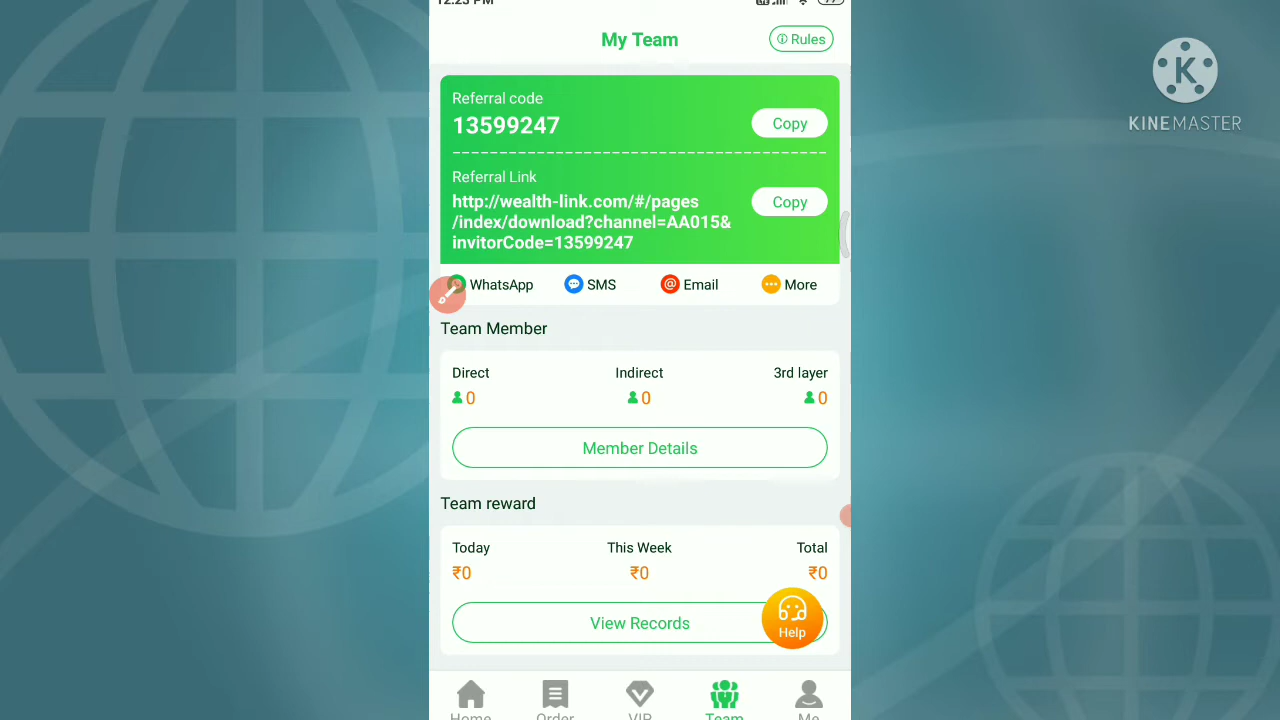 12:23 PM
My Team
Rules
Referral code
13599247
Copy
Referral Link
http://wealth-link.com/#/pages
/index/download?channel=AA015&
invitorCode=13599247
Copy
WhatsApp SMS Email More
Team Member
Direct Indirect 3rd layer
0 0 0
Member Details
Team reward
Today This Week Total
₹0 ₹0 ₹0
View Records
Help
Home Order VIP Team Me
K
KINEMASTER